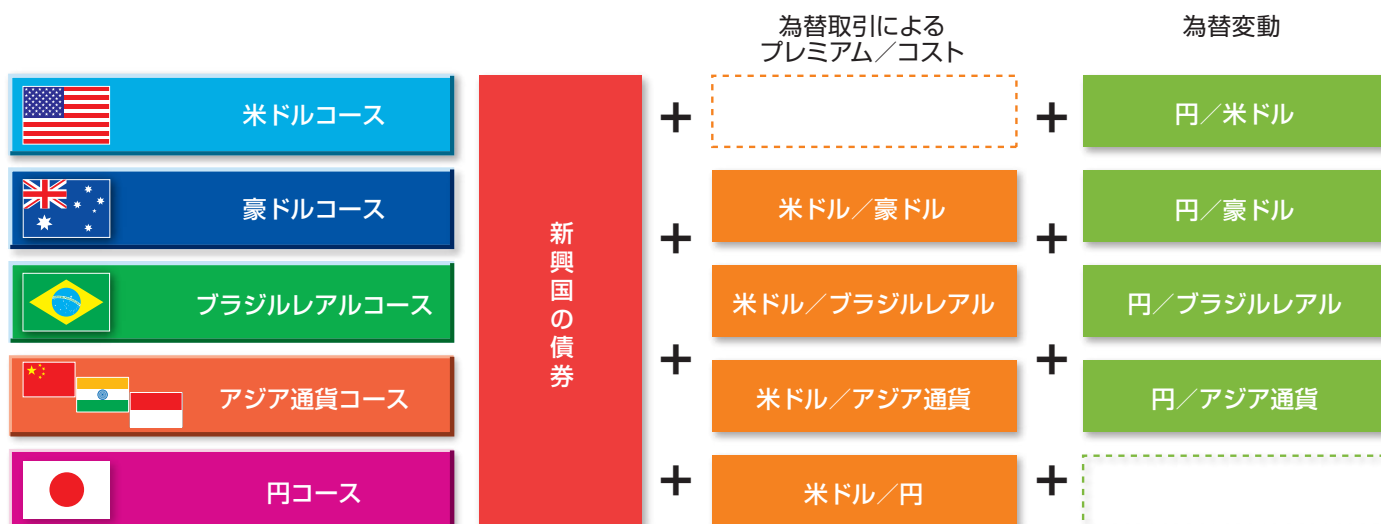 為替取引による
プレミアム／コスト
為替変動
米ドルコース
新興国の債券
+
+
円／米ドル
豪ドルコース
+
米ドル／豪ドル
+
円／豪ドル
ブラジルレアルコース
米ドル／ブラジルレアル
円／ブラジルレアル
アジア通貨コース
+
米ドル／アジア通貨
+
円／アジア通貨
円コース
+
米ドル／円
+